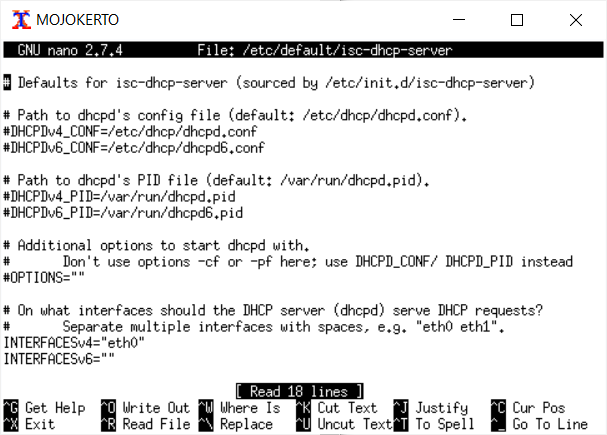 MOJOKERTO
GNU nano 2.7.4 File: /etc/default/isc-dhcp-server
# Defaults for isc-dhcp-server (sourced by /etc/init.d/isc-dhcp-server)
# Path to dhcpd's config file (default: /etc/dhcp/dhcpd.conf).
#DHCPDv4_CONF=/etc/dhcp/dhcpd.conf
#DHCPDv6_CONF=/etc/dhcp/dhcpd6.conf
# Path to dhcpd's PID file (default: /var/run/dhcpd.pid).
#DHCPDv4_PID=/var/run/dhcpd.pid
#DHCPDv6_PID=/var/run/dhcpd6.pid
# Additional options to start dhcpd with.
# Don't use options -cf or -pf here; use DHCPD_CONF/ DHCPD_PID instead
#OPTIONS=""
# On what interfaces should the DHCP server (dhcpd) serve DHCP requests?
# Separate multiple interfaces with spaces, e.g. "eth0 eth1".
INTERFACESv4="eth0"
INTERFACESv6=""
[ Read 18 lines ]
^G Get Help ^O Write Out ^W Where Is ^K Cut Text ^J Justify ^C Cur Pos
^X Exit ^R Read File ^\ Replace ^U Uncut Text ^T To Spell ^_ Go To Line